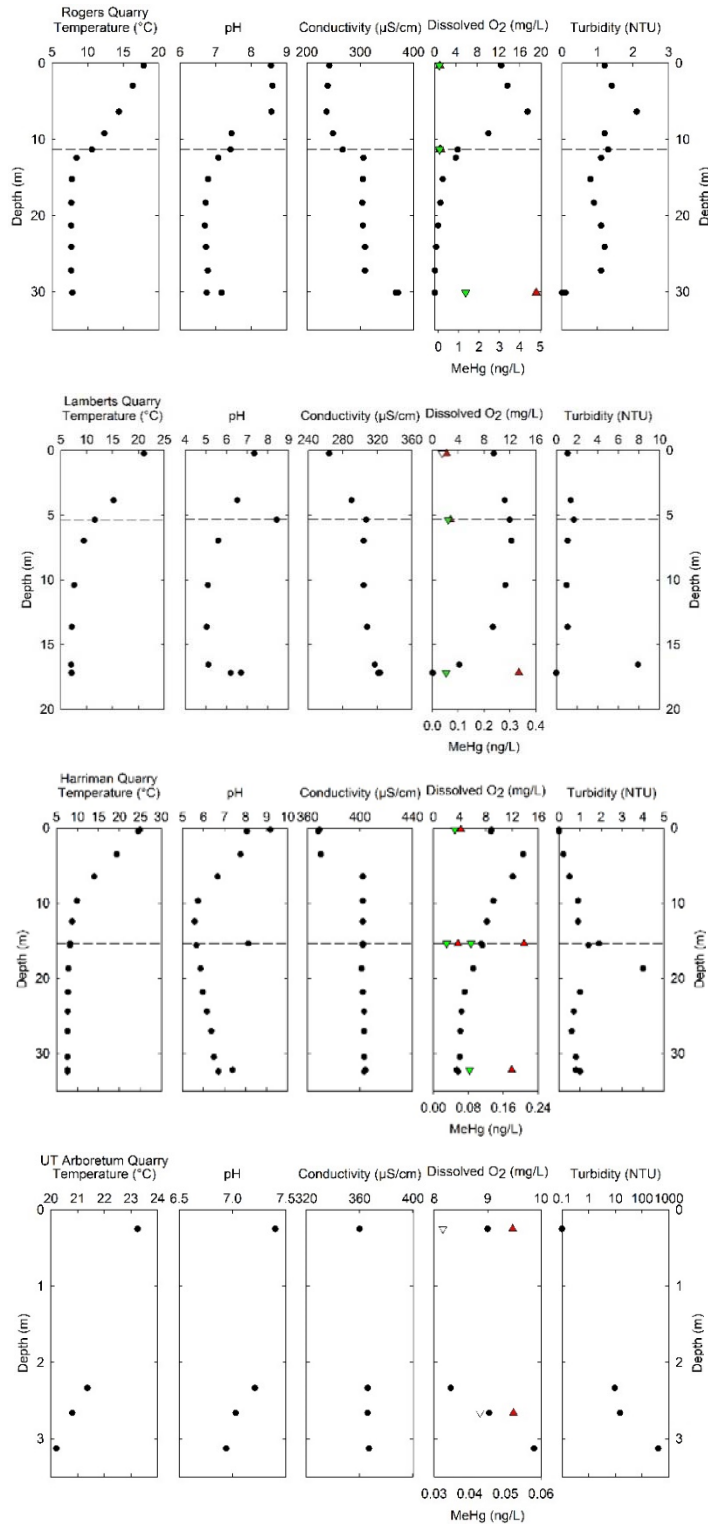 Rogers Quarry
Temperature (°C) pH Conductivity (µS/cm) Dissolved O2 (mg/L) Turbidity (NTU)
0 5 10 15 20 5 6 7 8 9 200 300 400 0 4 8 12 16 20 0 1 2 3
0 0
10 10
Depth (m) Depth (m)
20 20
30 30
0 1 2 3 4 5
MeHg (ng/L)
Lamberts Quarry
Temperature (°C) pH Conductivity (µS/cm) Dissolved O2 (mg/L) Turbidity (NTU)
5 10 15 20 25 4 5 6 7 8 9 240 280 320 360 0 4 8 12 16 0 2 4 6 8 10
0 0
5 5
Depth (m) Depth (m)
10 10
15 15
20 20
0 0.1 0.2 0.3 0.4
MeHg (ng/L)
Harriman Quarry
Temperature (°C) pH Conductivity (µS/cm) Dissolved O2 (mg/L) Turbidity (NTU)
5 10 15 20 25 30 5 6 7 8 9 10 360 400 440 0 4 8 12 16 20 24 0 1 2 3 4 5
0 0
10 10
Depth (m) Depth (m)
20 20
30 30
0.00 0.08 0.16 0.24
MeHg (ng/L)
UT Arboretum Quarry
Temperature (°C) pH Conductivity (µS/cm) Dissolved O2 (mg/L) Turbidity (NTU)
20 21 22 23 24 6.5 7.0 7.5 320 360 400 8 9 10 0.1 1 10 100 1000
0 0
1 1
Depth (m) Depth (m)
2 2
3 3
0.03 0.04 0.05 0.06
MeHg (ng/L)